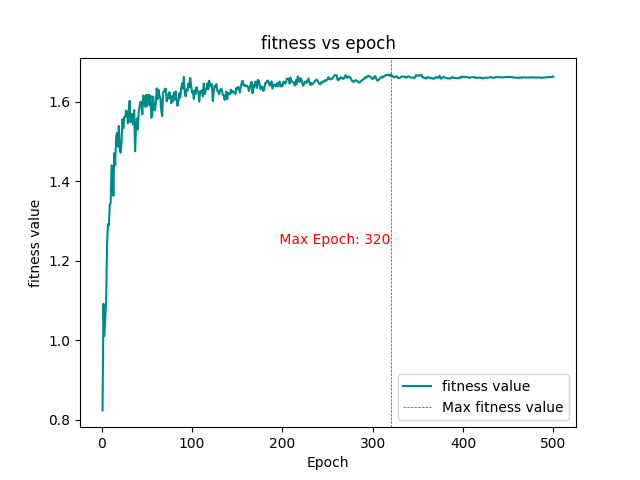 fitness vs epoch
fitness value
1.6
1.4
1.2
1.0
0.8
Max Epoch: 320
fitness value
Max fitness value
0
100
200
300
400
500
Epoch